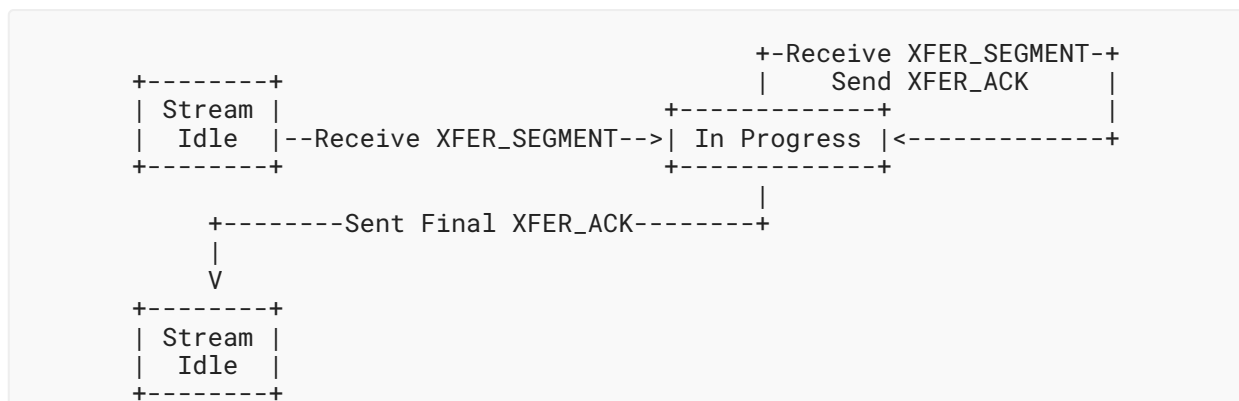 +-Receive XFER_SEGMENT-+
+--------+                               |    Send XFER_ACK     |
| Stream |                         +-------------+              |
|  Idle  |--Receive XFER_SEGMENT-->| In Progress |<-------------+
+--------+                         +-------------+
                                         |
     +--------Sent Final XFER_ACK--------+
     |
     V
+--------+
| Stream |
|  Idle  |
+--------+